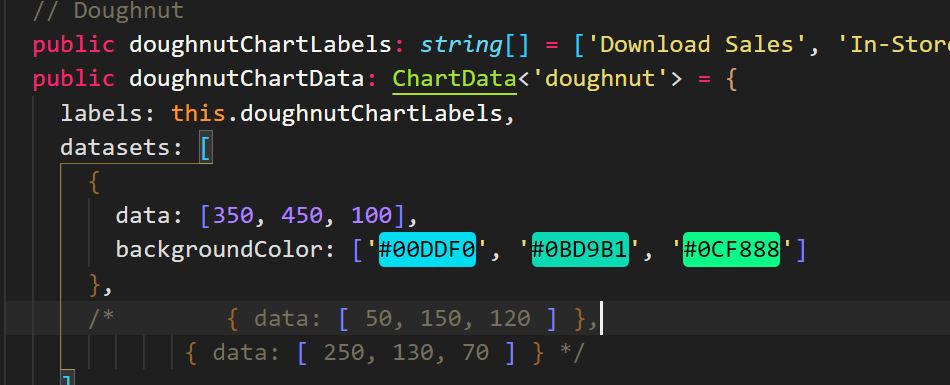 // Doughnut
public doughnutChartLabels: string[] = ['Download Sales', 'In-Store
public doughnutChartData: ChartData<'doughnut'> = {
labels: this.doughnutChartLabels,
datasets: [
{
data: [350, 450, 100],
backgroundColor: ['#00DDF0', '#0BD9B1', '#0CF888']
},
/* { data: [ 50, 150, 120 ] },
{ data: [ 250, 130, 70 ] } */
]